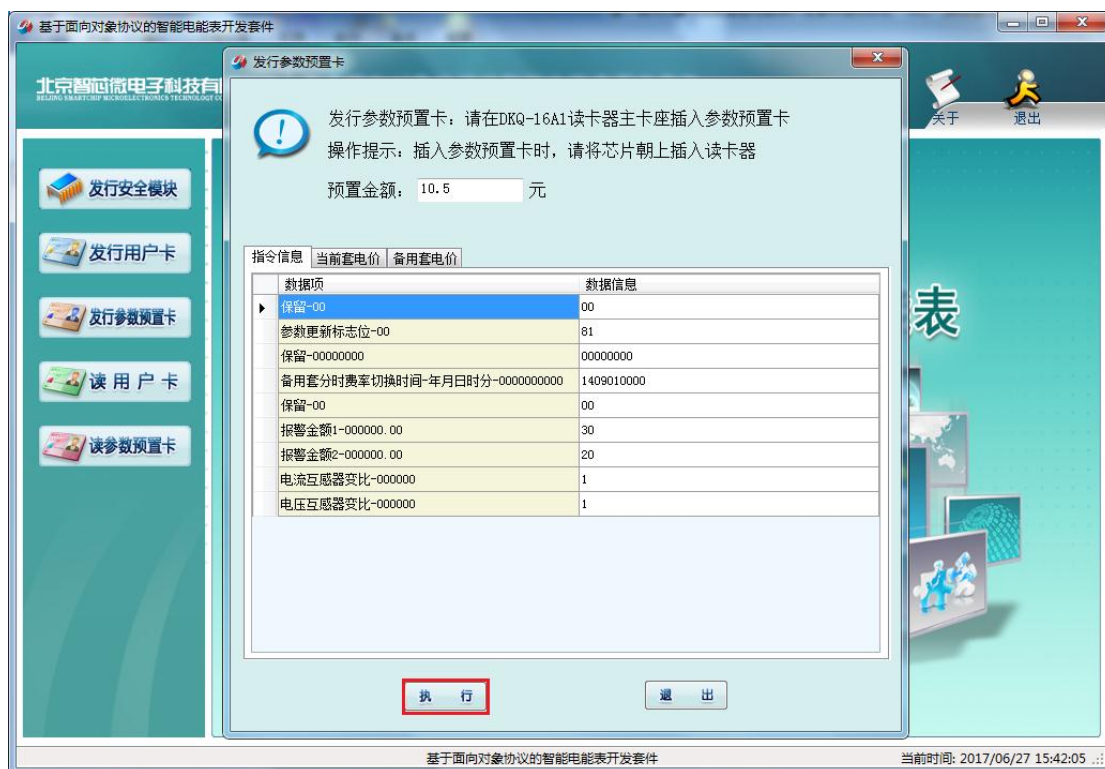 基于面向对象协议的智能电能表开发套件
北京智芯微电子科技有
BEIJING SMARTCHIP MICROELECTRONICS TECHNOLOGY CO
关于
退出
发行安全模块
发行用户卡
发行参数预置卡
读用户卡
读参数预置卡
发行参数预置卡
发行参数预置卡：请在DKQ-16A1读卡器主卡座插入参数预置卡
操作提示：插入参数预置卡时，请将芯片朝上插入读卡器
预置金额： 10.5 元
指令信息 当前套电价 备用套电价
数据项 数据信息
保留-00 00
参数更新标志位-00 81
保留-00000000 00000000
备用套分时费率切换时间-年月日时分-0000000000 1409010000
保留-00 00
报警金额1-000000.00 30
报警金额2-000000.00 20
电流互感器变比-000000 1
电压互感器变比-000000 1
执 行
退 出
表
基于面向对象协议的智能电能表开发套件
当前时间: 2017/06/27 15:42:05